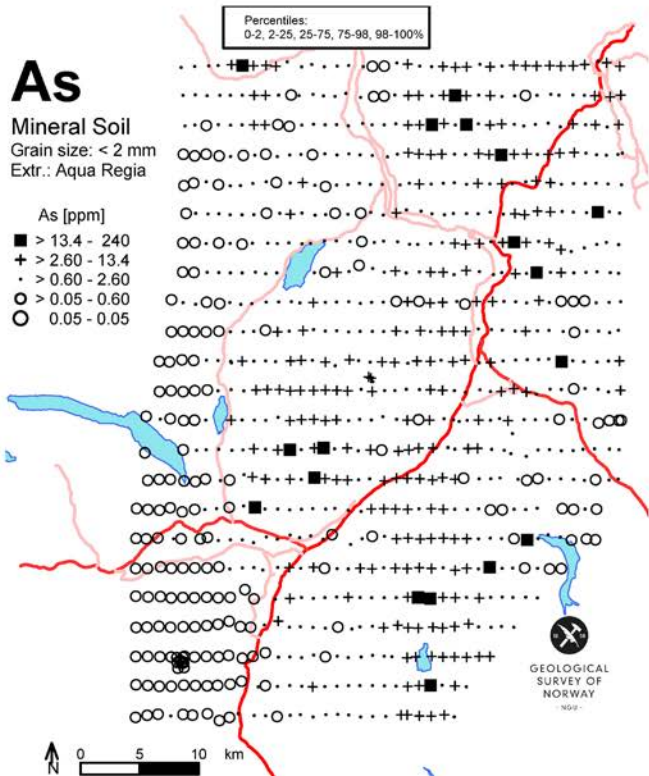 Percentiles:
0-2, 2-25, 25-75, 75-98, 98-100%
As
Mineral Soil
Grain size: < 2 mm
Extr.: Aqua Regia
As [ppm]
> 13.4 - 240
> 2.60 - 13.4
> 0.60 - 2.60
> 0.05 - 0.60
0.05 - 0.05
GEOLOGICAL
SURVEY OF
NORWAY
- NGU -
N
0 5 10 km